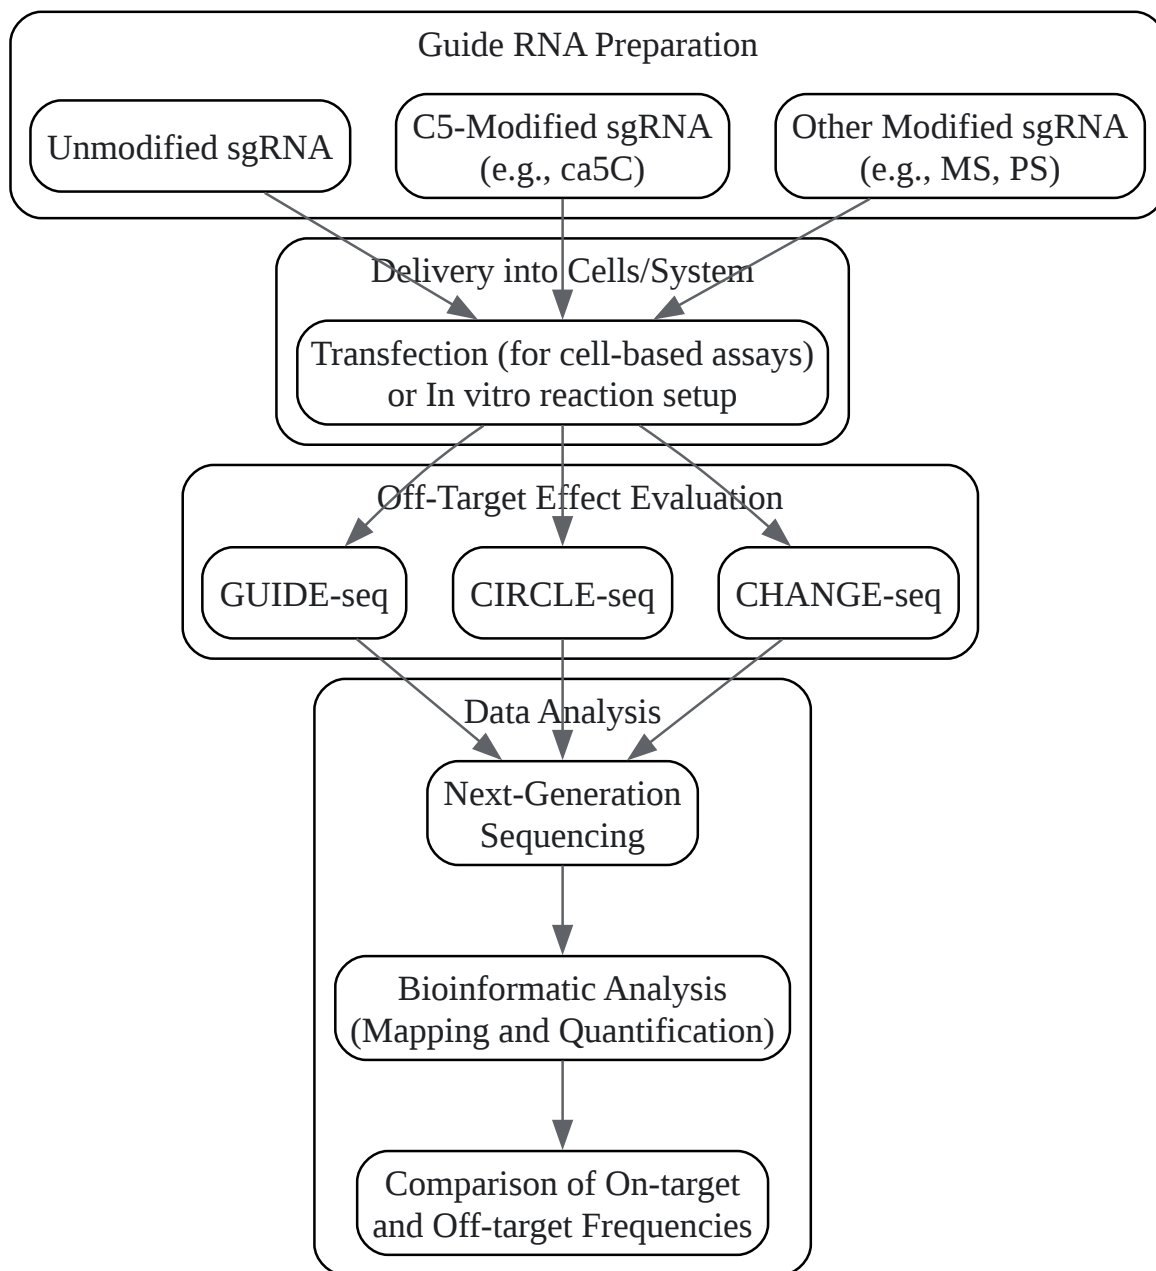 Guide RNA Preparation
Unmodified sgRNA
C5-Modified sgRNA
(e.g., ca5C)
Other Modified sgRNA
(e.g., MS, PS)
Delivery into Cells/System
Transfection (for cell-based assays)
or In vitro reaction setup
Off-Target Effect Evaluation
GUIDE-seq
CIRCLE-seq
CHANGE-seq
Data Analysis
Next-Generation
Sequencing
Bioinformatic Analysis
(Mapping and Quantification)
Comparison of On-target
and Off-target Frequencies